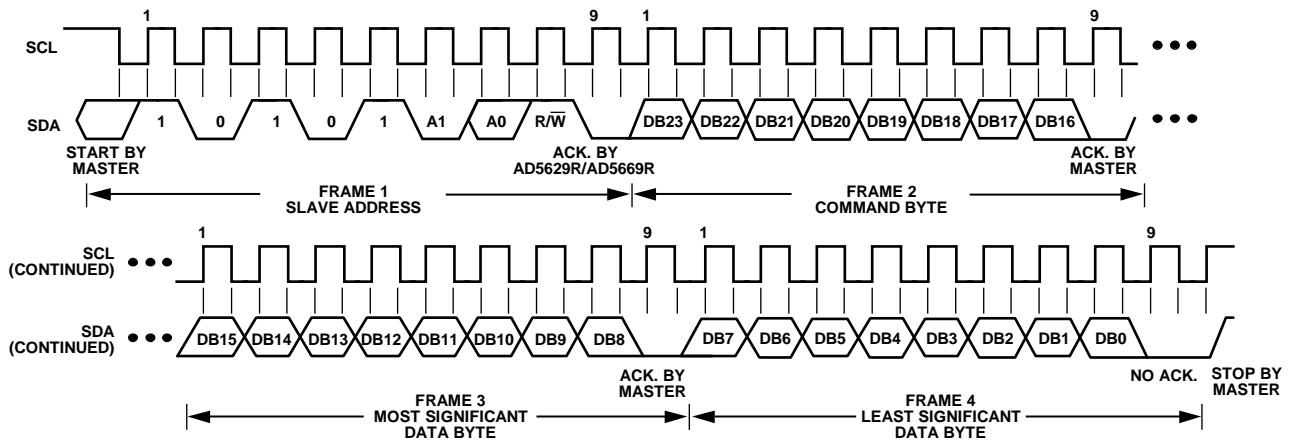 1 9 1 9
SCL
SDA
1 0 1 0 1 A1 A0 R/W̅ DB23 DB22 DB21 DB20 DB19 DB18 DB17 DB16
START BY
MASTER
ACK. BY
AD5629R/AD5669R
ACK. BY
MASTER
FRAME 1
SLAVE ADDRESS
FRAME 2
COMMAND BYTE
1 9 1 9
SCL
(CONTINUED)
SDA
(CONTINUED)
DB15 DB14 DB13 DB12 DB11 DB10 DB9 DB8 DB7 DB6 DB5 DB4 DB3 DB2 DB1 DB0
ACK. BY
MASTER
NO ACK.
STOP BY
MASTER
FRAME 3
MOST SIGNIFICANT
DATA BYTE
FRAME 4
LEAST SIGNIFICANT
DATA BYTE